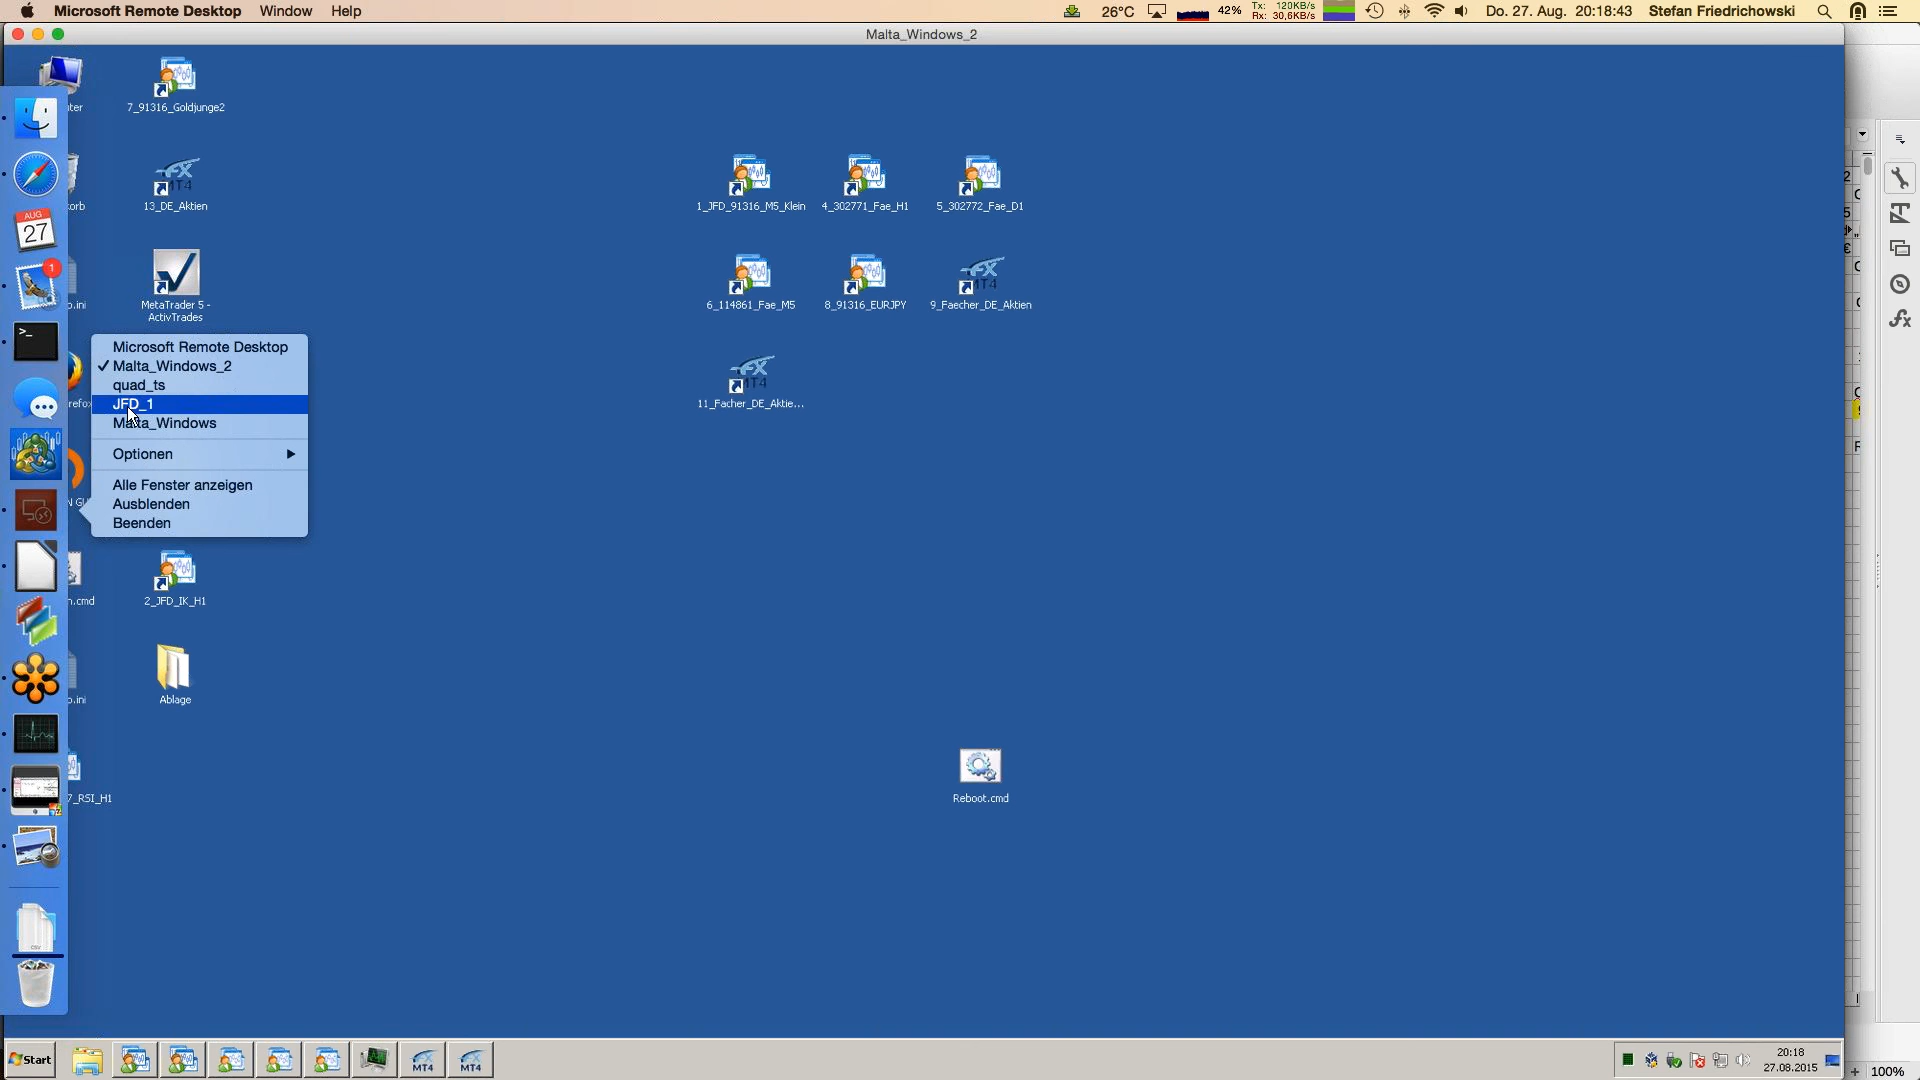 Microsoft Remote Desktop Window Help
26°C 42% Tx: 120KB/s Rx: 30,6KB/s Do. 27. Aug. 20:18:43 Stefan Friedrichowski
Malta_Windows_2
7_91316_Goldjunge2
13_DE_Aktien
MetaTrader 5 -
ActivTrades
2_JFD_IK_H1
Ablage
7_RSI_H1
1_JFD_91316_M5_Klein
4_302771_Fae_H1
5_302772_Fae_D1
6_114861_Fae_M5
8_91316_EURJPY
9_Faecher_DE_Aktien
11_Facher_DE_Aktie...
Reboot.cmd
AUG
27
1
Microsoft Remote Desktop
Malta_Windows_2
quad_ts
JFD_1
Malta_Windows
Optionen
Alle Fenster anzeigen
Ausblenden
Beenden
CSV
Start
MT4
MT4
20:18
27.08.2015
100%